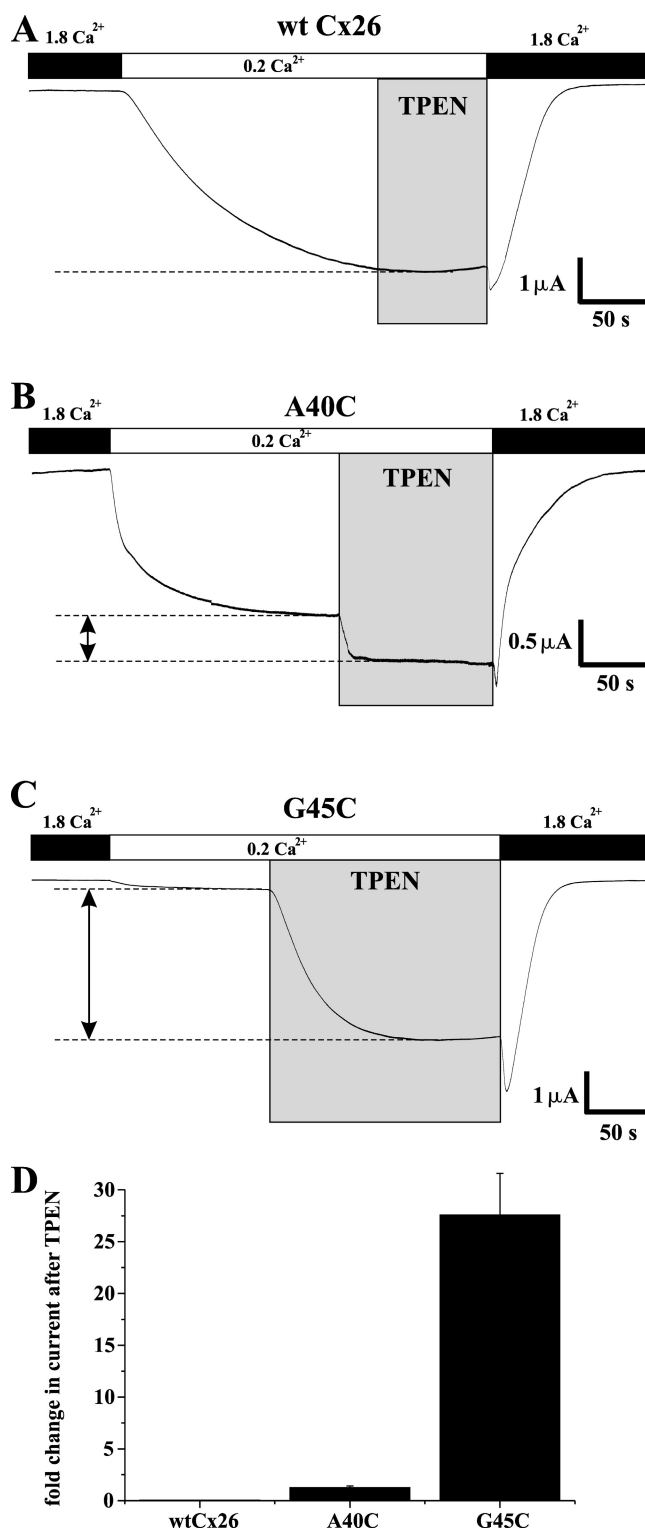 A
wt Cx26
1.8 Ca²⁺
1.8 Ca²⁺
0.2 Ca²⁺
TPEN
1 μA
50 s
B
A40C
1.8 Ca²⁺
1.8 Ca²⁺
0.2 Ca²⁺
TPEN
0.5 μA
50 s
C
G45C
1.8 Ca²⁺
1.8 Ca²⁺
0.2 Ca²⁺
TPEN
1 μA
50 s
D
fold change in current after TPEN
30
25
20
15
10
5
0
wtCx26 A40C G45C